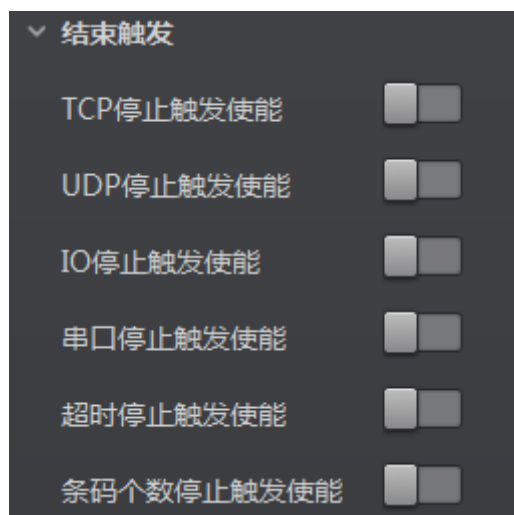 结束触发
TCP停止触发使能
UDP停止触发使能
IO停止触发使能
串口停止触发使能
超时停止触发使能
条码个数停止触发使能